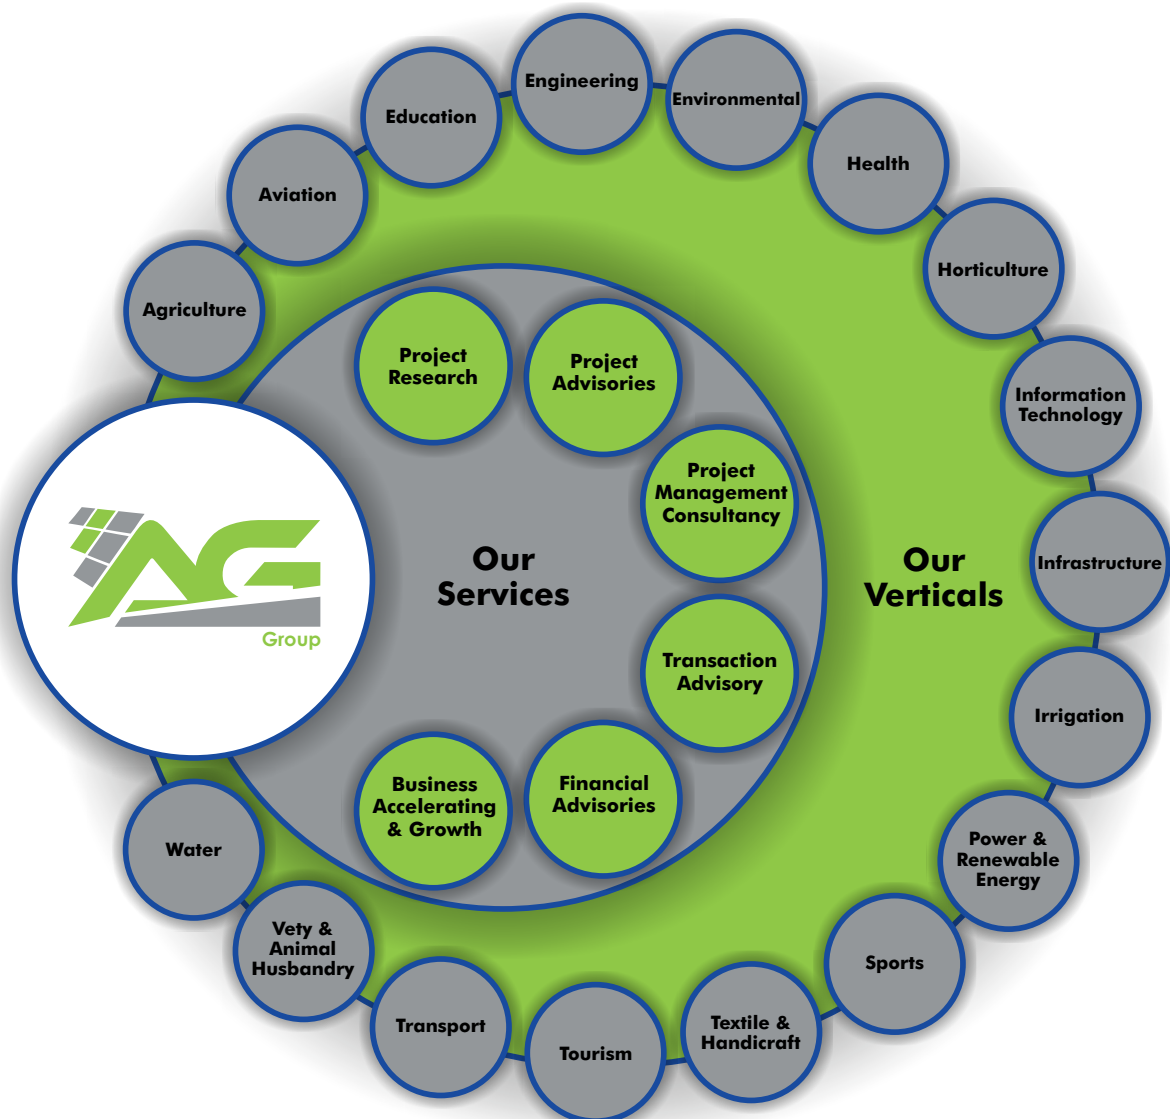 Engineering
Environmental
Education
Health
Aviation
Horticulture
Agriculture
Information
Technology
Infrastructure
Irrigation
Power &
Renewable
Energy
Sports
Textile &
Handicraft
Tourism
Transport
Vety &
Animal
Husbandry
Water
AG
Group
Our
Services
Project
Research
Project
Advisories
Project
Management
Consultancy
Transaction
Advisory
Financial
Advisories
Business
Accelerating
& Growth
Our
Verticals